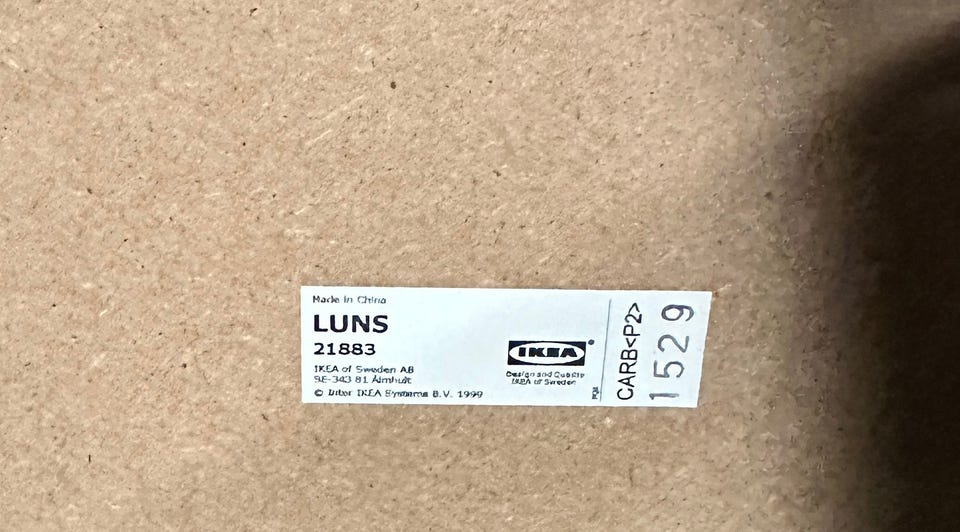 Made in China
LUNS
21883
IKEA of Sweden AB
SE-343 81 Älmhult
© Inter IKEA Systems B.V. 1999
IKEA
Design and Quality
IKEA of Sweden
CARB<P2>
1529